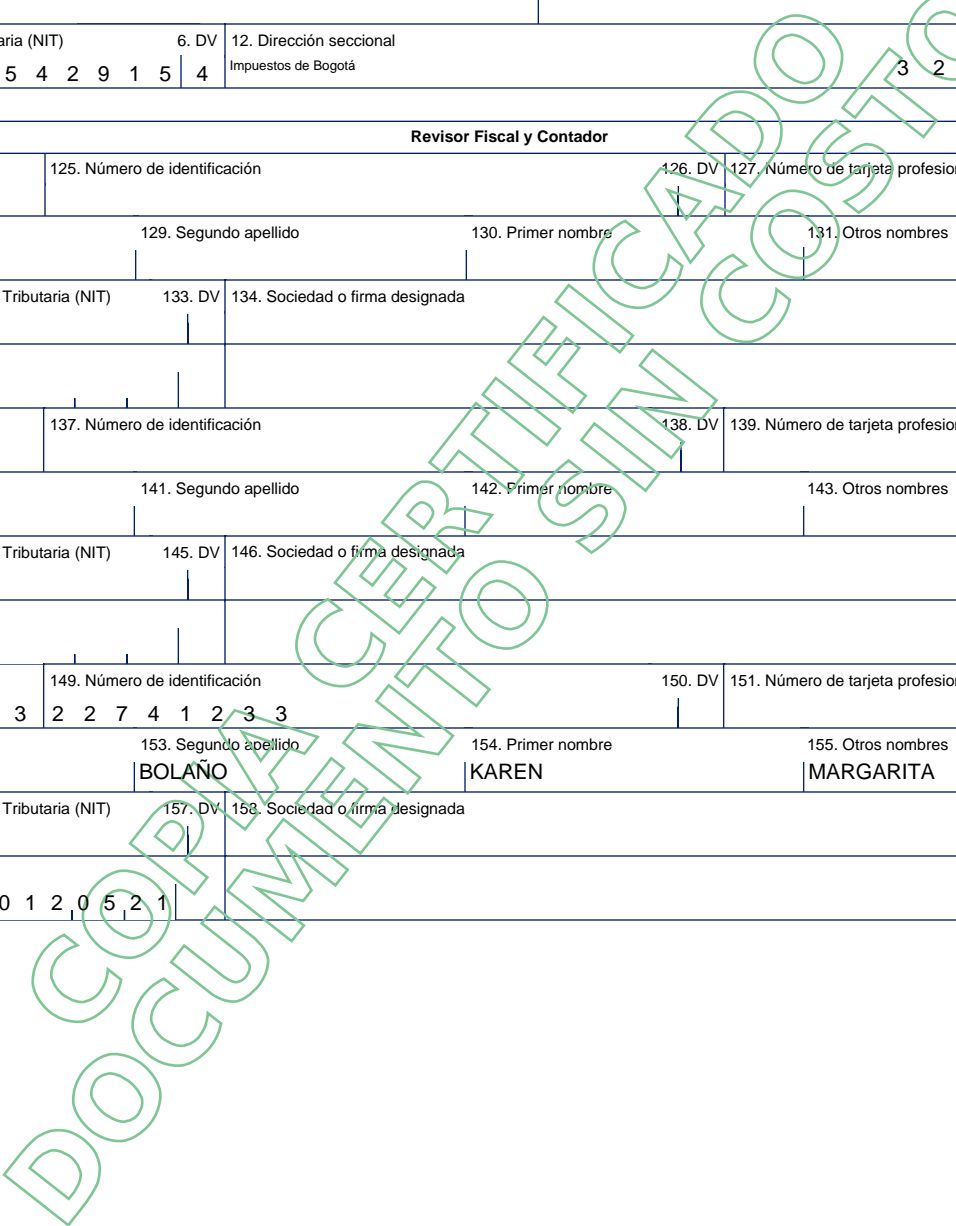 aria (NIT) 6. DV 12. Dirección seccional
5 4 2 9 1 5 4 Impuestos de Bogotá 3 2
Revisor Fiscal y Contador
125. Número de identificación 126. DV 127. Número de tarjeta profesion
129. Segundo apellido 130. Primer nombre 131. Otros nombres
Tributaria (NIT) 133. DV 134. Sociedad o firma designada
137. Número de identificación 138. DV 139. Número de tarjeta profesion
141. Segundo apellido 142. Primer nombre 143. Otros nombres
Tributaria (NIT) 145. DV 146. Sociedad o firma designada
149. Número de identificación 150. DV 151. Número de tarjeta profesion
3 2 2 7 4 1 2 3 3
153. Segundo apellido 154. Primer nombre 155. Otros nombres
BOLAÑO KAREN MARGARITA
Tributaria (NIT) 157. DV 158. Sociedad o firma designada
0 1 2 0 5 2 1
COPIA CERTIFICADO
DOCUMENTO SIN COSTO